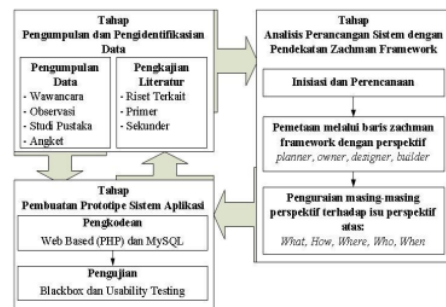 Tahap
Pengumpulan dan Pengidentifikasian
Data
Pengumpulan
Data
- Wawancara
- Observasi
- Studi Pustaka
- Angket
Pengkajian
Literatur
- Riset Terkait
- Primer
- Sekunder
Tahap
Analisis Perancangan Sistem dengan
Pendekatan Zachman Framework
Inisiasi dan Perencanaan
Pemetaan melalui baris zachman
framework dengan perspektif
planner, owner, designer, builder
Penguraian masing-masing
perspektif terhadap isu perspektif
atas:
What, How, Where, Who, When
Tahap
Pembuatan Prototipe Sistem Aplikasi
Pengkodean
Web Based (PHP) dan MySQL
Pengujian
Blackbox dan Usability Testing